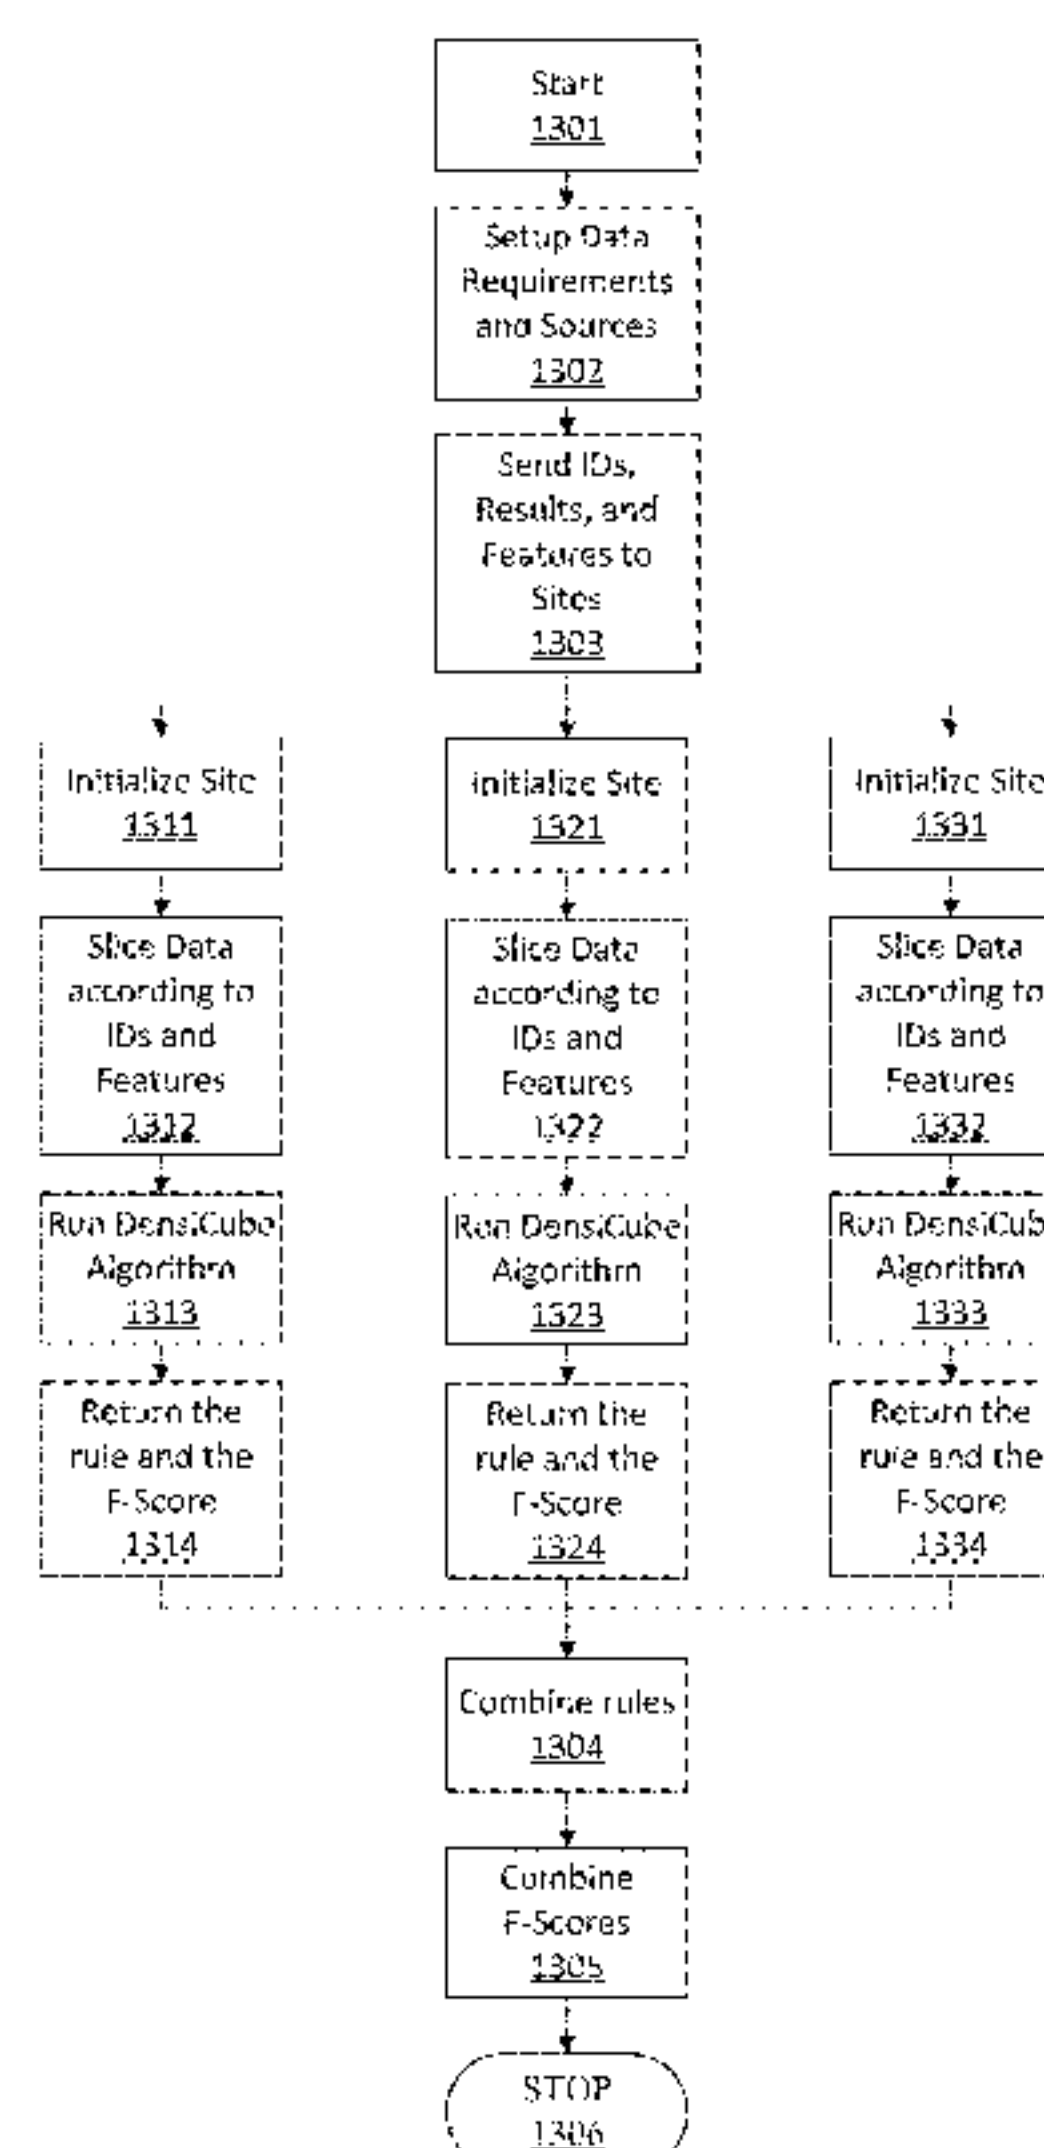 Start
1301
Setup Data
Requirements
and Sources
1302
Send IDs,
Results, and
Features to
Sites
1303
Initialize Site
1311
Slice Data
according to
IDs and
Features
1312
Run DensiCube
Algorithm
1313
Return the
rule and the
F-Score
1314
Initialize Site
1321
Slice Data
according to
IDs and
Features
1322
Run DensiCube
Algorithm
1323
Return the
rule and the
F-Score
1324
Initialize Site
1331
Slice Data
according to
IDs and
Features
1332
Run DensiCub
Algorithm
1333
Return the
rule and the
F-Score
1334
Combine rules
1304
Combine
F-Scores
1305
STOP
1306